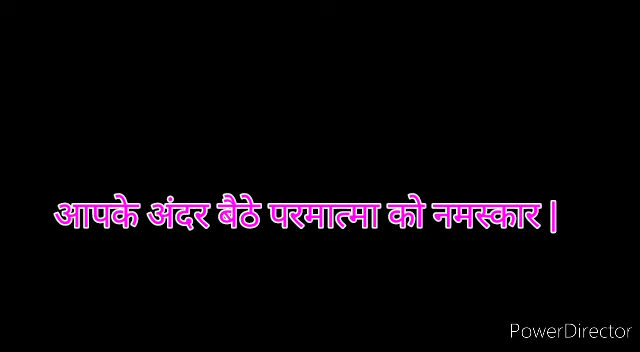 आपके अंदर बैठे परमात्मा को नमस्कार |
PowerDirector